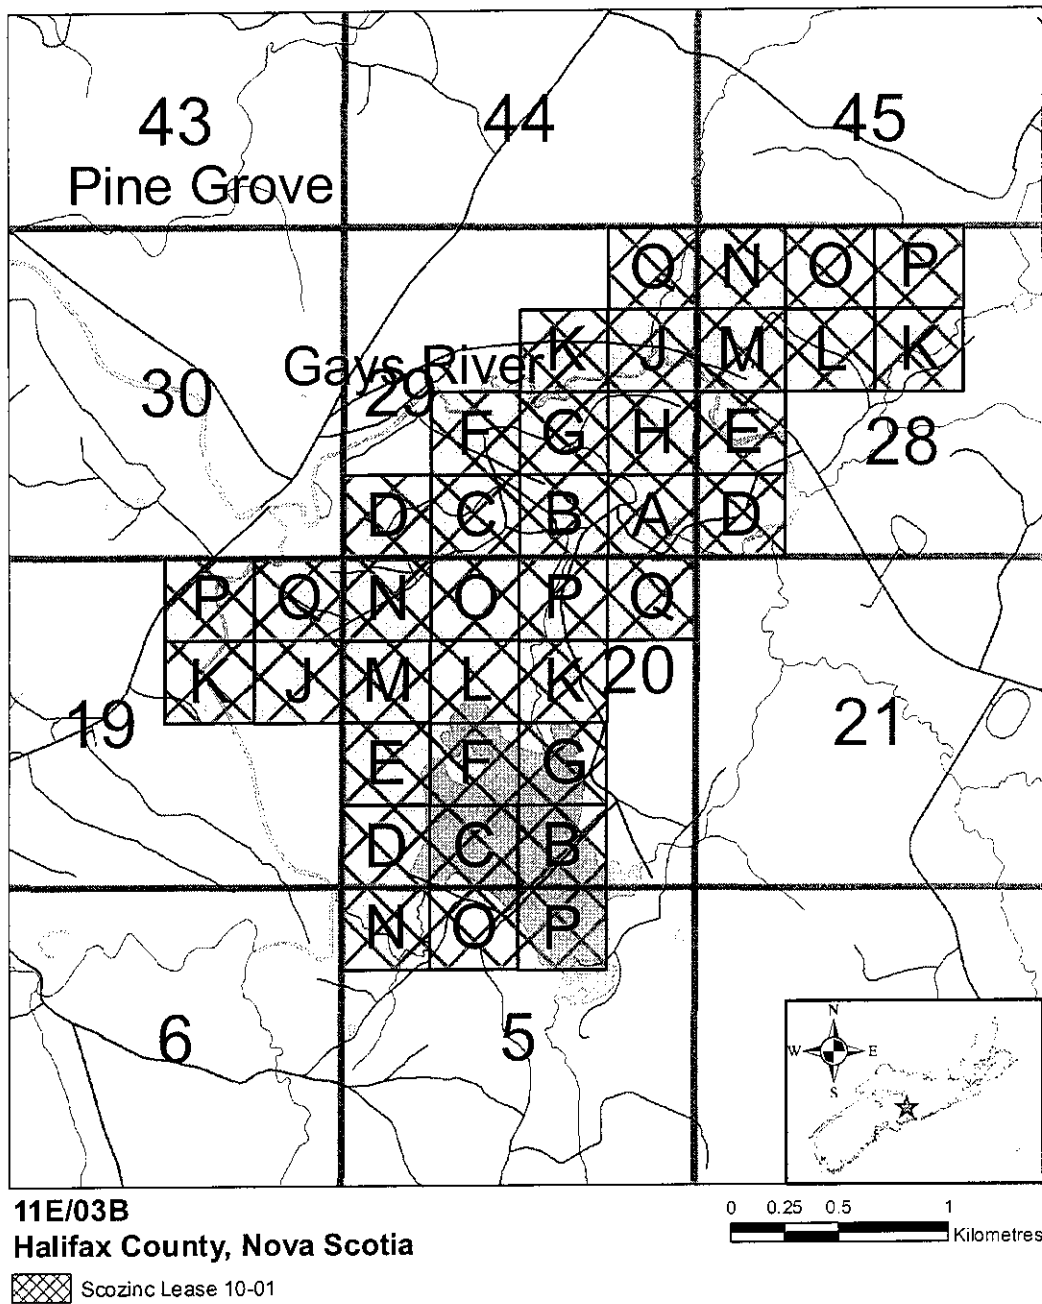 43 44 45
Pine Grove
Q N O P
K J M L K
Gays River
30 29 28
F G H E
D C B A D
P Q N O P Q
K J M L K
20
19 21
E F G
D C B
N O P
6 5
N
W E
S
11E/03B
Halifax County, Nova Scotia
Scozinc Lease 10-01
0 0.25 0.5 1
Kilometres